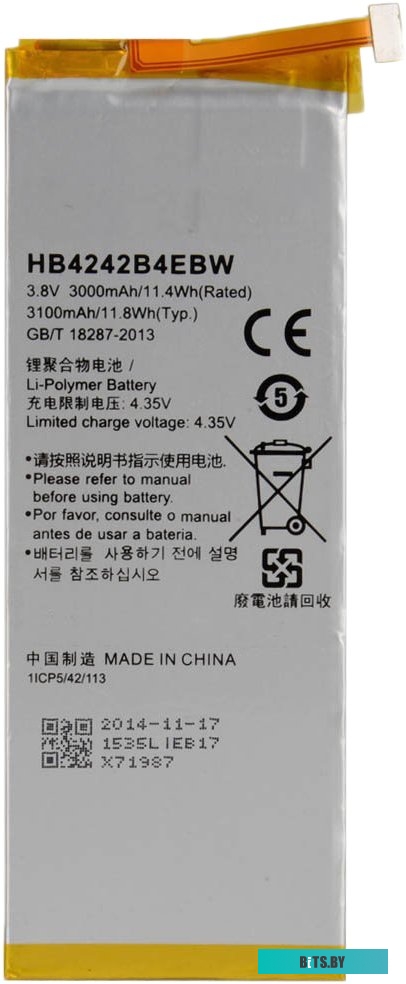 HB4242B4EBW
3.8V 3000mAh/11.4Wh(Rated)
3100mAh/11.8Wh(Typ.)
GB/T 18287-2013
CE
锂聚合物电池 /
Li-Polymer Battery
充电限制电压: 4.35V
Limited charge voltage: 4.35V
5
•请按照说明书指示使用电池.
•Please refer to manual
before using battery.
•Por favor, consulte o manual
antes de usar a bateria.
•배터리를 사용하기 전에 설명
서를 참조하십시오
廢電池請回收
中国制造 MADE IN CHINA
1ICP5/42/113
2014-11-17
1535L1EB17
X71987
BiTS.BY